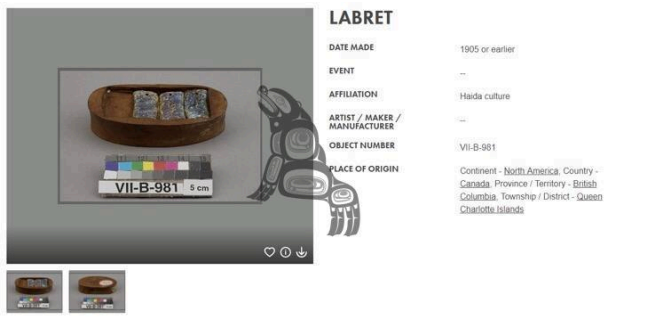 LABRET
DATE MADE
1905 or earlier
EVENT
--
AFFILIATION
Haida culture
ARTIST / MAKER /
MANUFACTURER
--
OBJECT NUMBER
VII-B-981
PLACE OF ORIGIN
Continent - North America, Country -
Canada, Province / Territory - British
Columbia, Township / District - Queen
Charlotte Islands
VII-B-981 5 cm